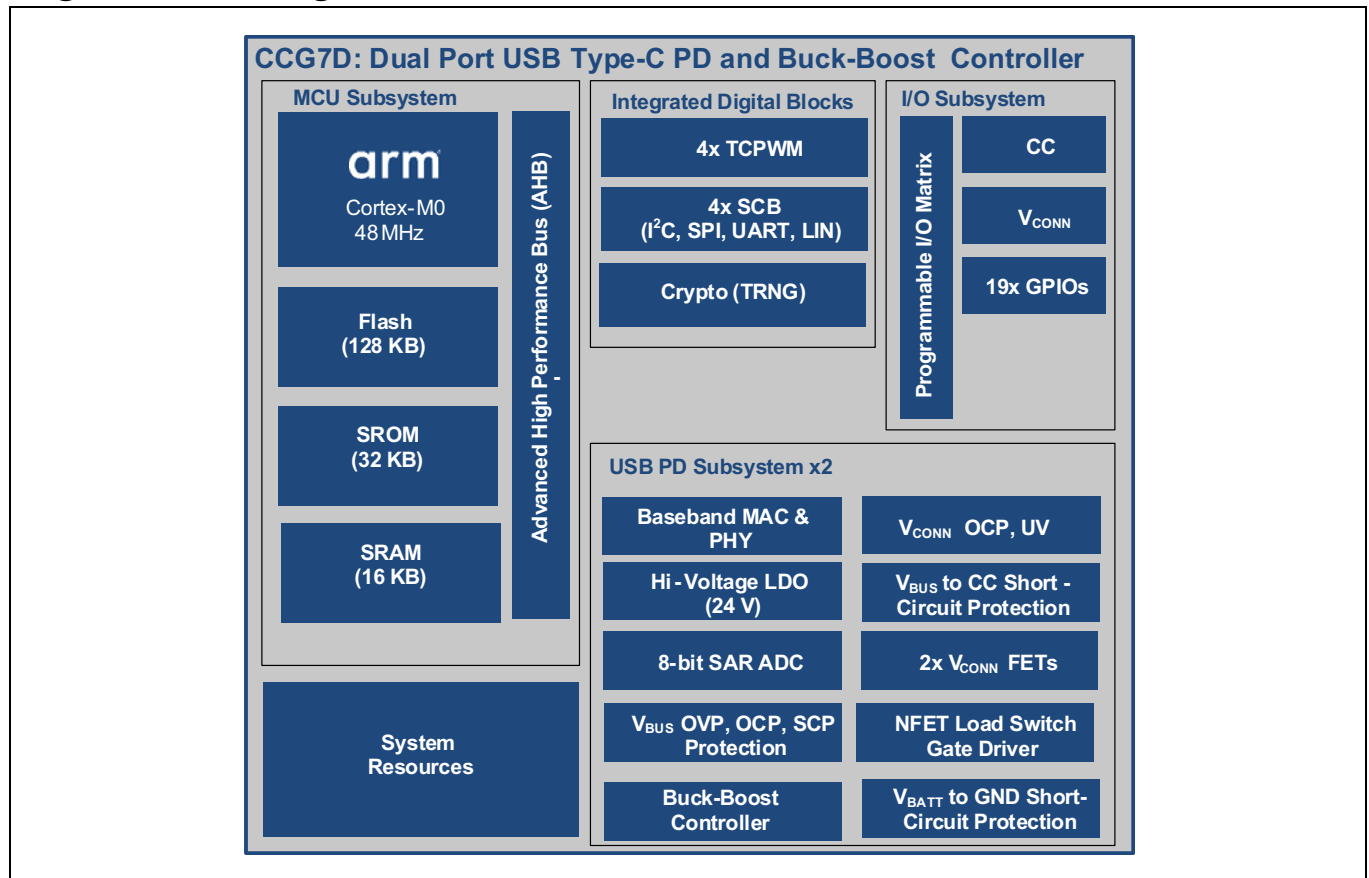 CCG7D: Dual Port USB Type-C PD and Buck-Boost Controller
MCU Subsystem
arm
Cortex-M0
48 MHz
Flash
(128 KB)
SROM
(32 KB)
SRAM
(16 KB)
Advanced High Performance Bus (AHB)
-
System
Resources
Integrated Digital Blocks
4x TCPWM
4x SCB
(I²C, SPI, UART, LIN)
Crypto (TRNG)
I/O Subsystem
Programmable I/O Matrix
CC
VCONN
19x GPIOs
USB PD Subsystem x2
Baseband MAC &
PHY
Hi-Voltage LDO
(24 V)
8-bit SAR ADC
VBUS OVP, OCP, SCP
Protection
Buck-Boost
Controller
VCONN OCP, UV
VBUS to CC Short -
Circuit Protection
2x VCONN FETs
NFET Load Switch
Gate Driver
VBATT to GND Short-
Circuit Protection